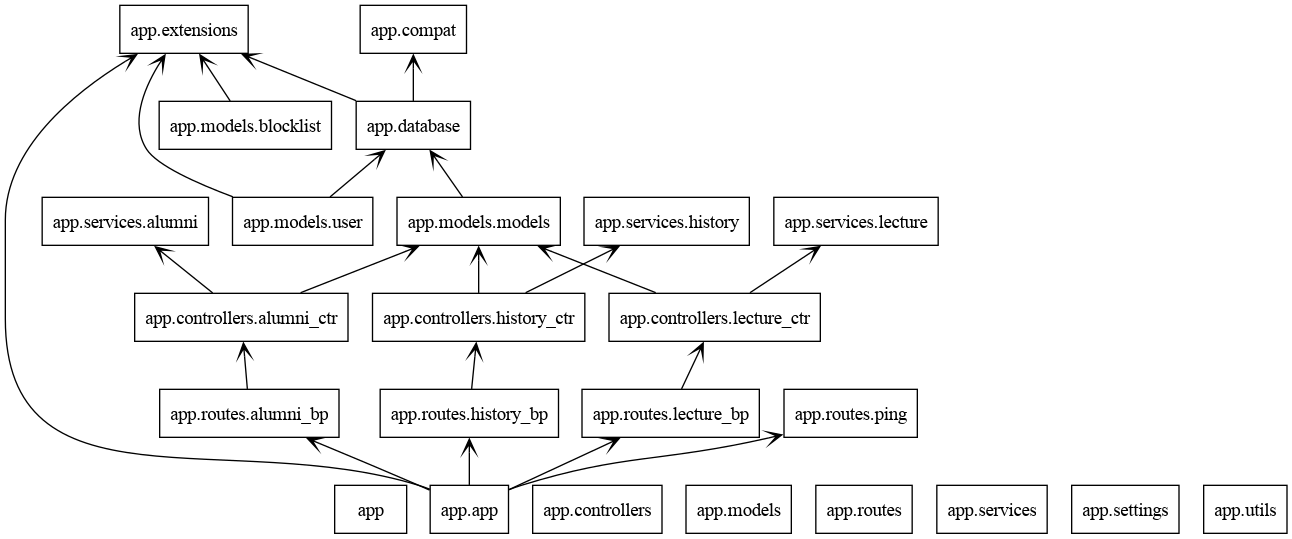 app.extensions
app.compat
app.models.blocklist
app.database
app.services.alumni
app.models.user
app.models.models
app.services.history
app.services.lecture
app.controllers.alumni_ctr
app.controllers.history_ctr
app.controllers.lecture_ctr
app.routes.alumni_bp
app.routes.history_bp
app.routes.lecture_bp
app.routes.ping
app
app.app
app.controllers
app.models
app.routes
app.services
app.settings
app.utils